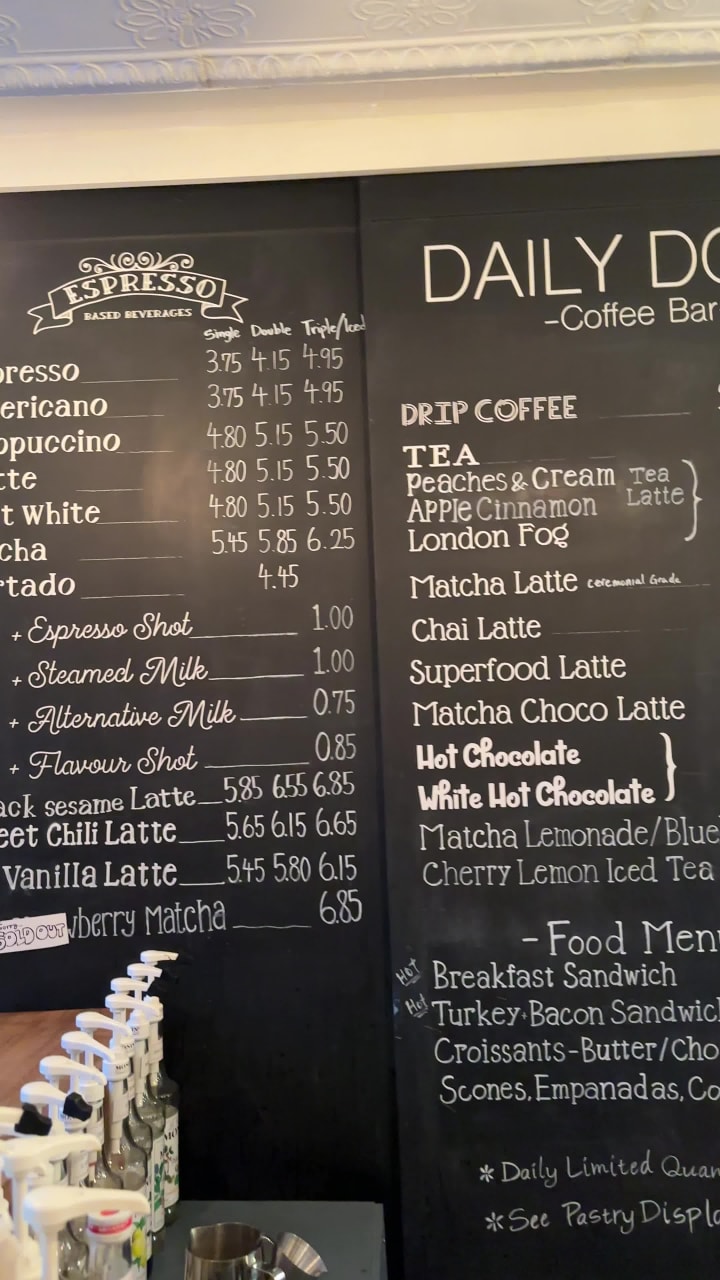 ESPRESSO
BASED BEVERAGES
Single Double Triple/Iced
presso 3.75 4.15 4.95
ericano 3.75 4.15 4.95
ppuccino 4.80 5.15 5.50
tte 4.80 5.15 5.50
t White 4.80 5.15 5.50
cha 5.45 5.85 6.25
rtado 4.45
+ Espresso Shot 1.00
+ Steamed Milk 1.00
+ Alternative Milk 0.75
+ Flavour Shot 0.85
ack sesame Latte 5.85 6.55 6.85
eet Chili Latte 5.65 6.15 6.65
Vanilla Latte 5.45 5.80 6.15
wberry Matcha 6.85
SOLD OUT
DAILY DO
-Coffee Bar
DRIP COFFEE
TEA
Peaches & Cream Tea
APPle Cinnamon Latte }
London Fog
Matcha Latte ceremonial Grade
Chai Latte
Superfood Latte
Matcha Choco Latte
Hot Chocolate }
White Hot Chocolate
Matcha Lemonade/Blue
Cherry Lemon Iced Tea
- Food Menu
Hot Breakfast Sandwich
Hot Turkey+Bacon Sandwich
Croissants-Butter/Cho
Scones, Empanadas, Co
* Daily Limited Quan
* See Pastry Displa